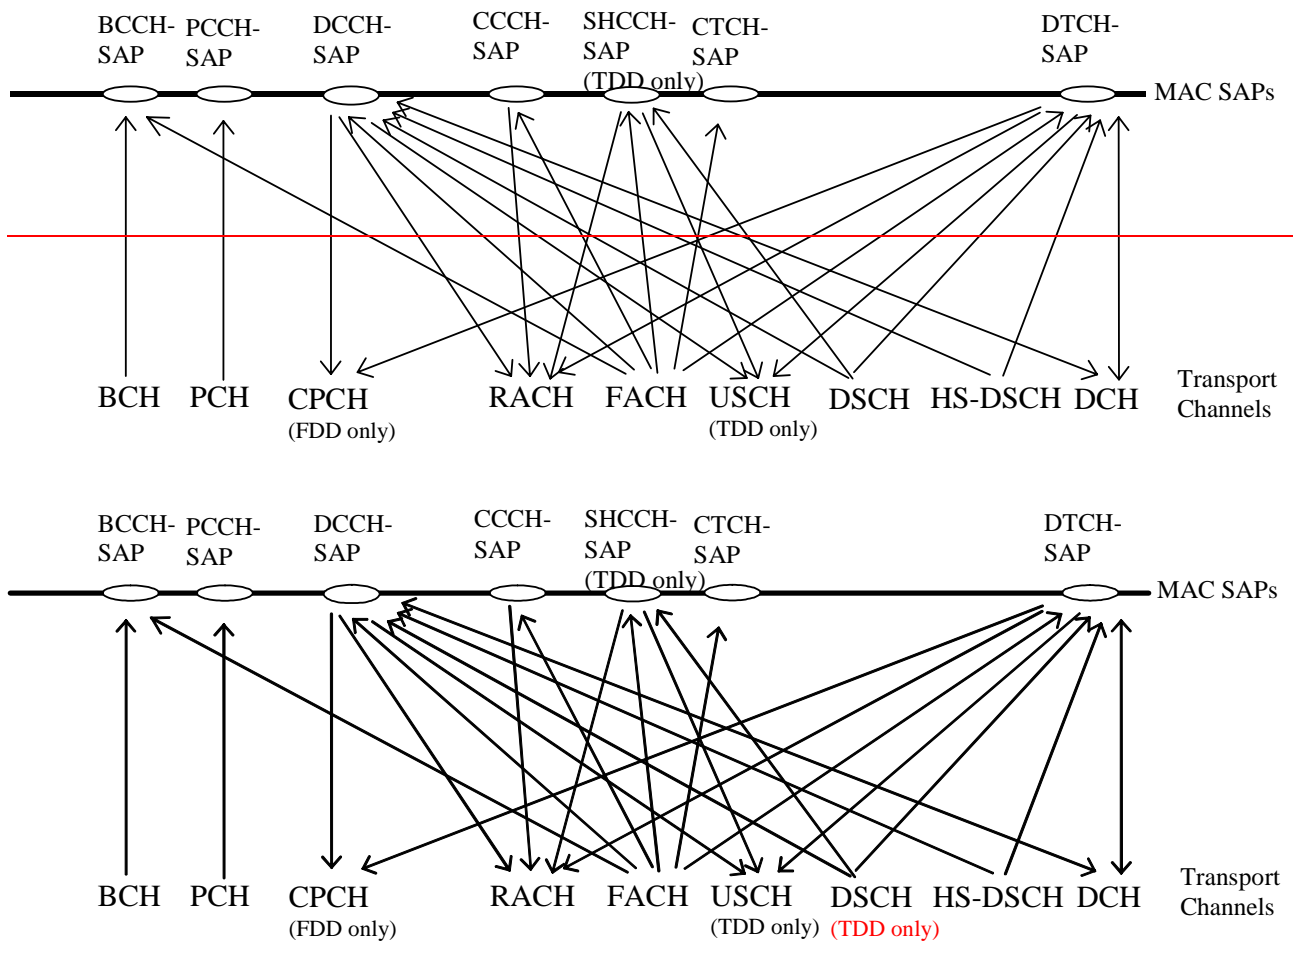 BCCH-
SAP
PCCH-
SAP
DCCH-
SAP
CCCH-
SAP
SHCCH-
SAP
(TDD only)
CTCH-
SAP
DTCH-
SAP
MAC SAPs
BCH
PCH
CPCH
(FDD only)
RACH
FACH
USCH
(TDD only)
DSCH
HS-DSCH
DCH
Transport
Channels
BCCH-
SAP
PCCH-
SAP
DCCH-
SAP
CCCH-
SAP
SHCCH-
SAP
(TDD only)
CTCH-
SAP
DTCH-
SAP
MAC SAPs
BCH
PCH
CPCH
(FDD only)
RACH
FACH
USCH
(TDD only)
DSCH
(TDD only)
HS-DSCH
DCH
Transport
Channels